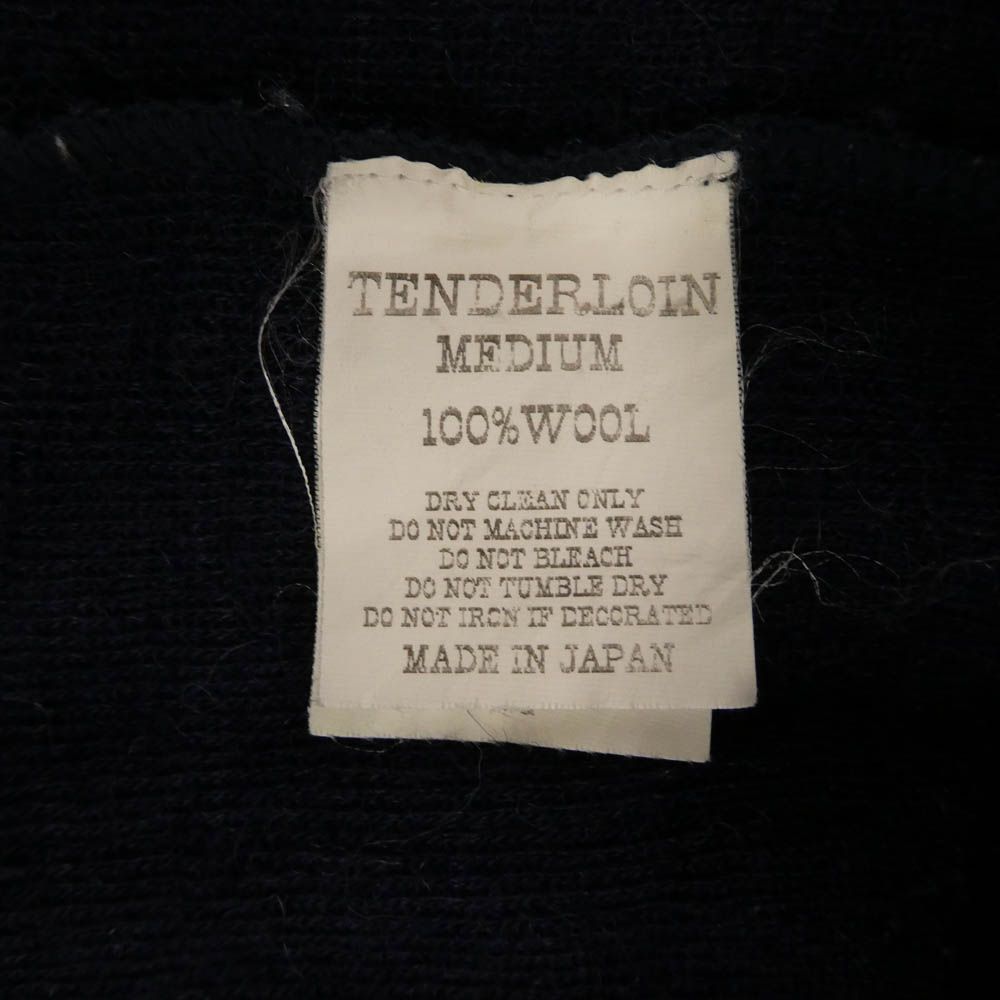 TENDERLOIN
MEDIUM
100%WOOL
DRY CLEAN ONLY
DO NOT MACHINE WASH
DO NOT BLEACH
DO NOT TUMBLE DRY
DO NOT IRON IF DECORATED
MADE IN JAPAN